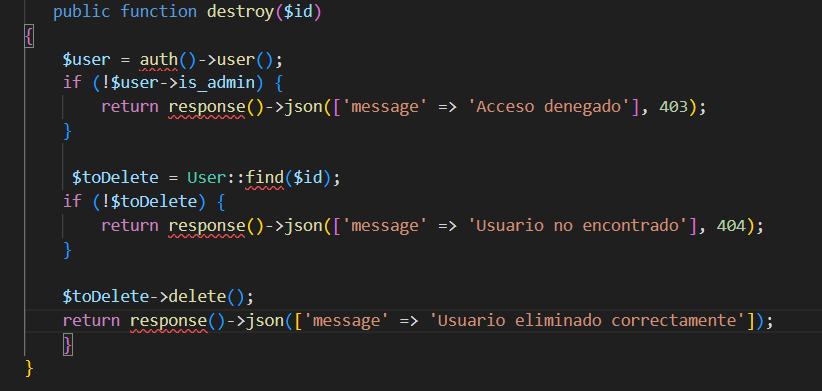 public function destroy($id)
{
$user = auth()->user();
if (!$user->is_admin) {
return response()->json(['message' => 'Acceso denegado'], 403);
}
$toDelete = User::find($id);
if (!$toDelete) {
return response()->json(['message' => 'Usuario no encontrado'], 404);
}
$toDelete->delete();
return response()->json(['message' => 'Usuario eliminado correctamente']);
}
}